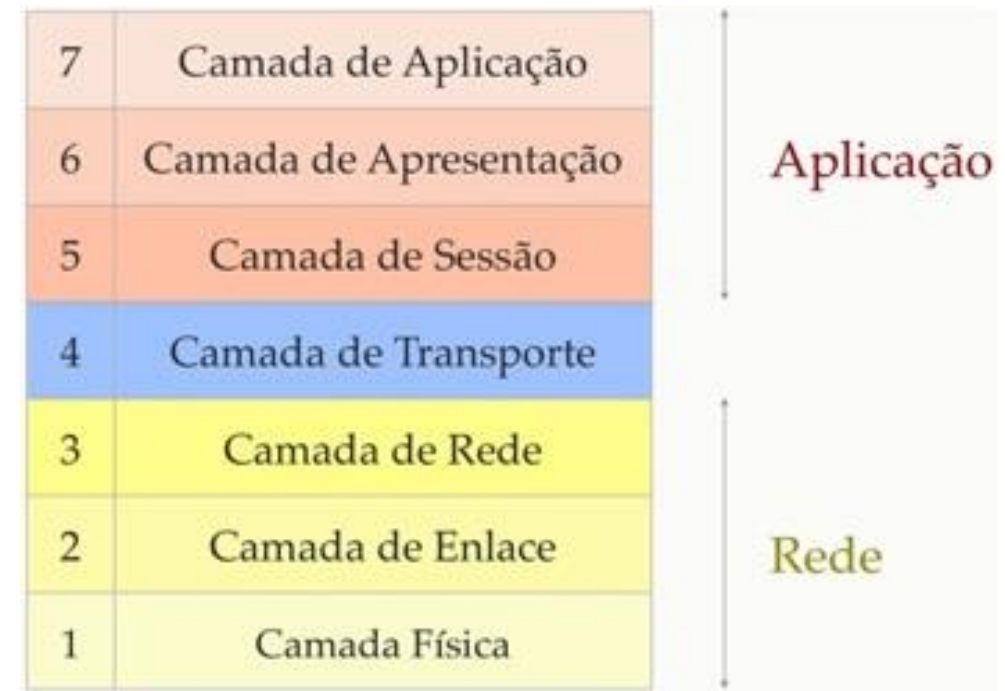 7 Camada de Aplicação
6 Camada de Apresentação
Aplicação
5 Camada de Sessão
4 Camada de Transporte
3 Camada de Rede
2 Camada de Enlace
Rede
1 Camada Física